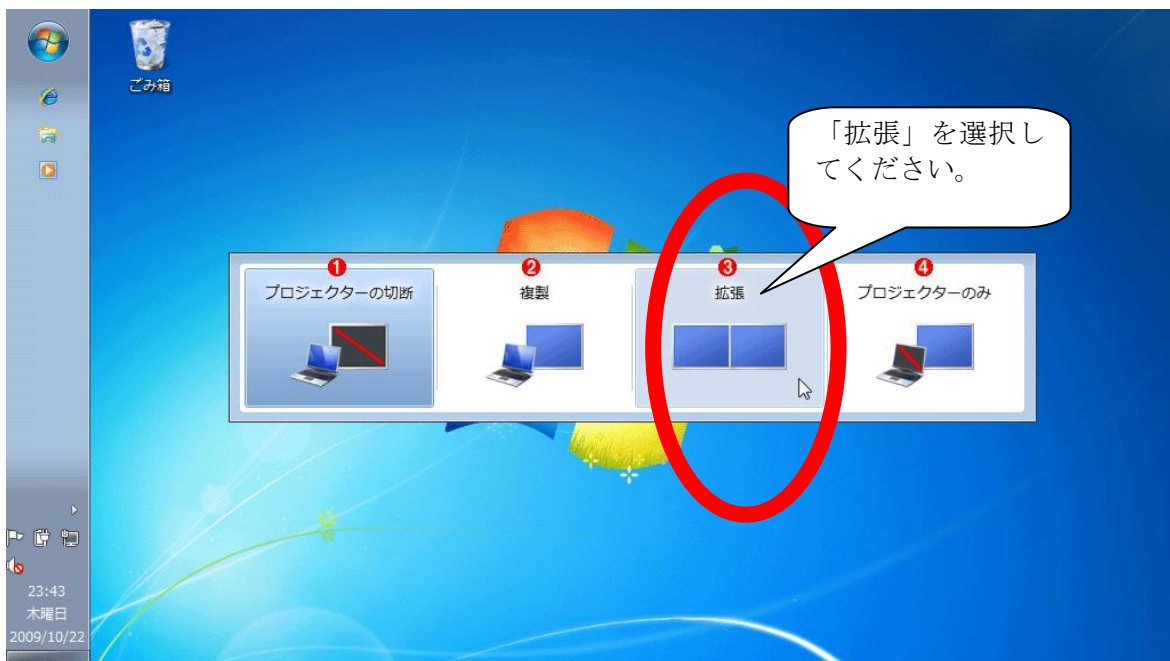 ごみ箱
「拡張」を選択し
てください。
❶ ❷ ❸ ❹
プロジェクターの切断 複製 拡張 プロジェクターのみ
23:43
木曜日
2009/10/22